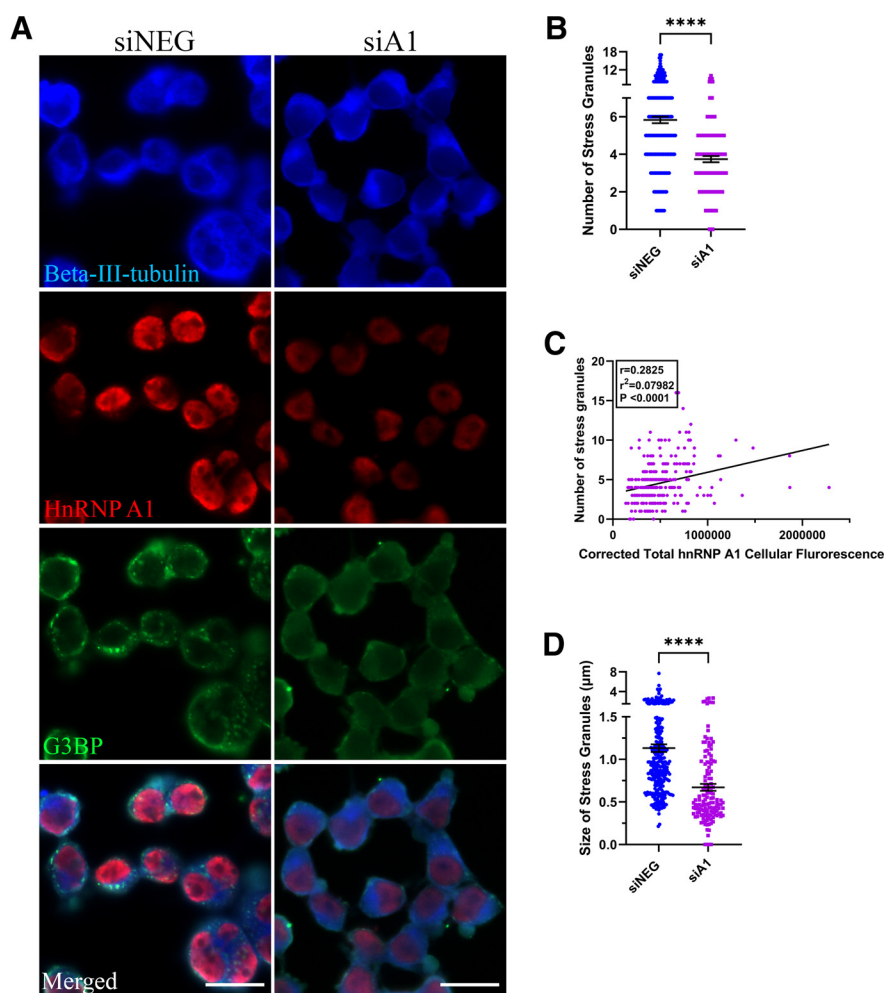 A
siNEG
siA1
Beta-III-tubulin
HnRNP A1
G3BP
Merged
B
****
Number of Stress Granules
18
12
6
4
2
0
siNEG
siA1
C
Number of stress granules
20
15
10
5
0
r=0.2825
r²=0.07982
P <0.0001
0
1000000
2000000
Corrected Total hnRNP A1 Cellular Flurorescence
D
****
Size of Stress Granules (μm)
8
4
1.5
1.0
0.5
0.0
siNEG
siA1